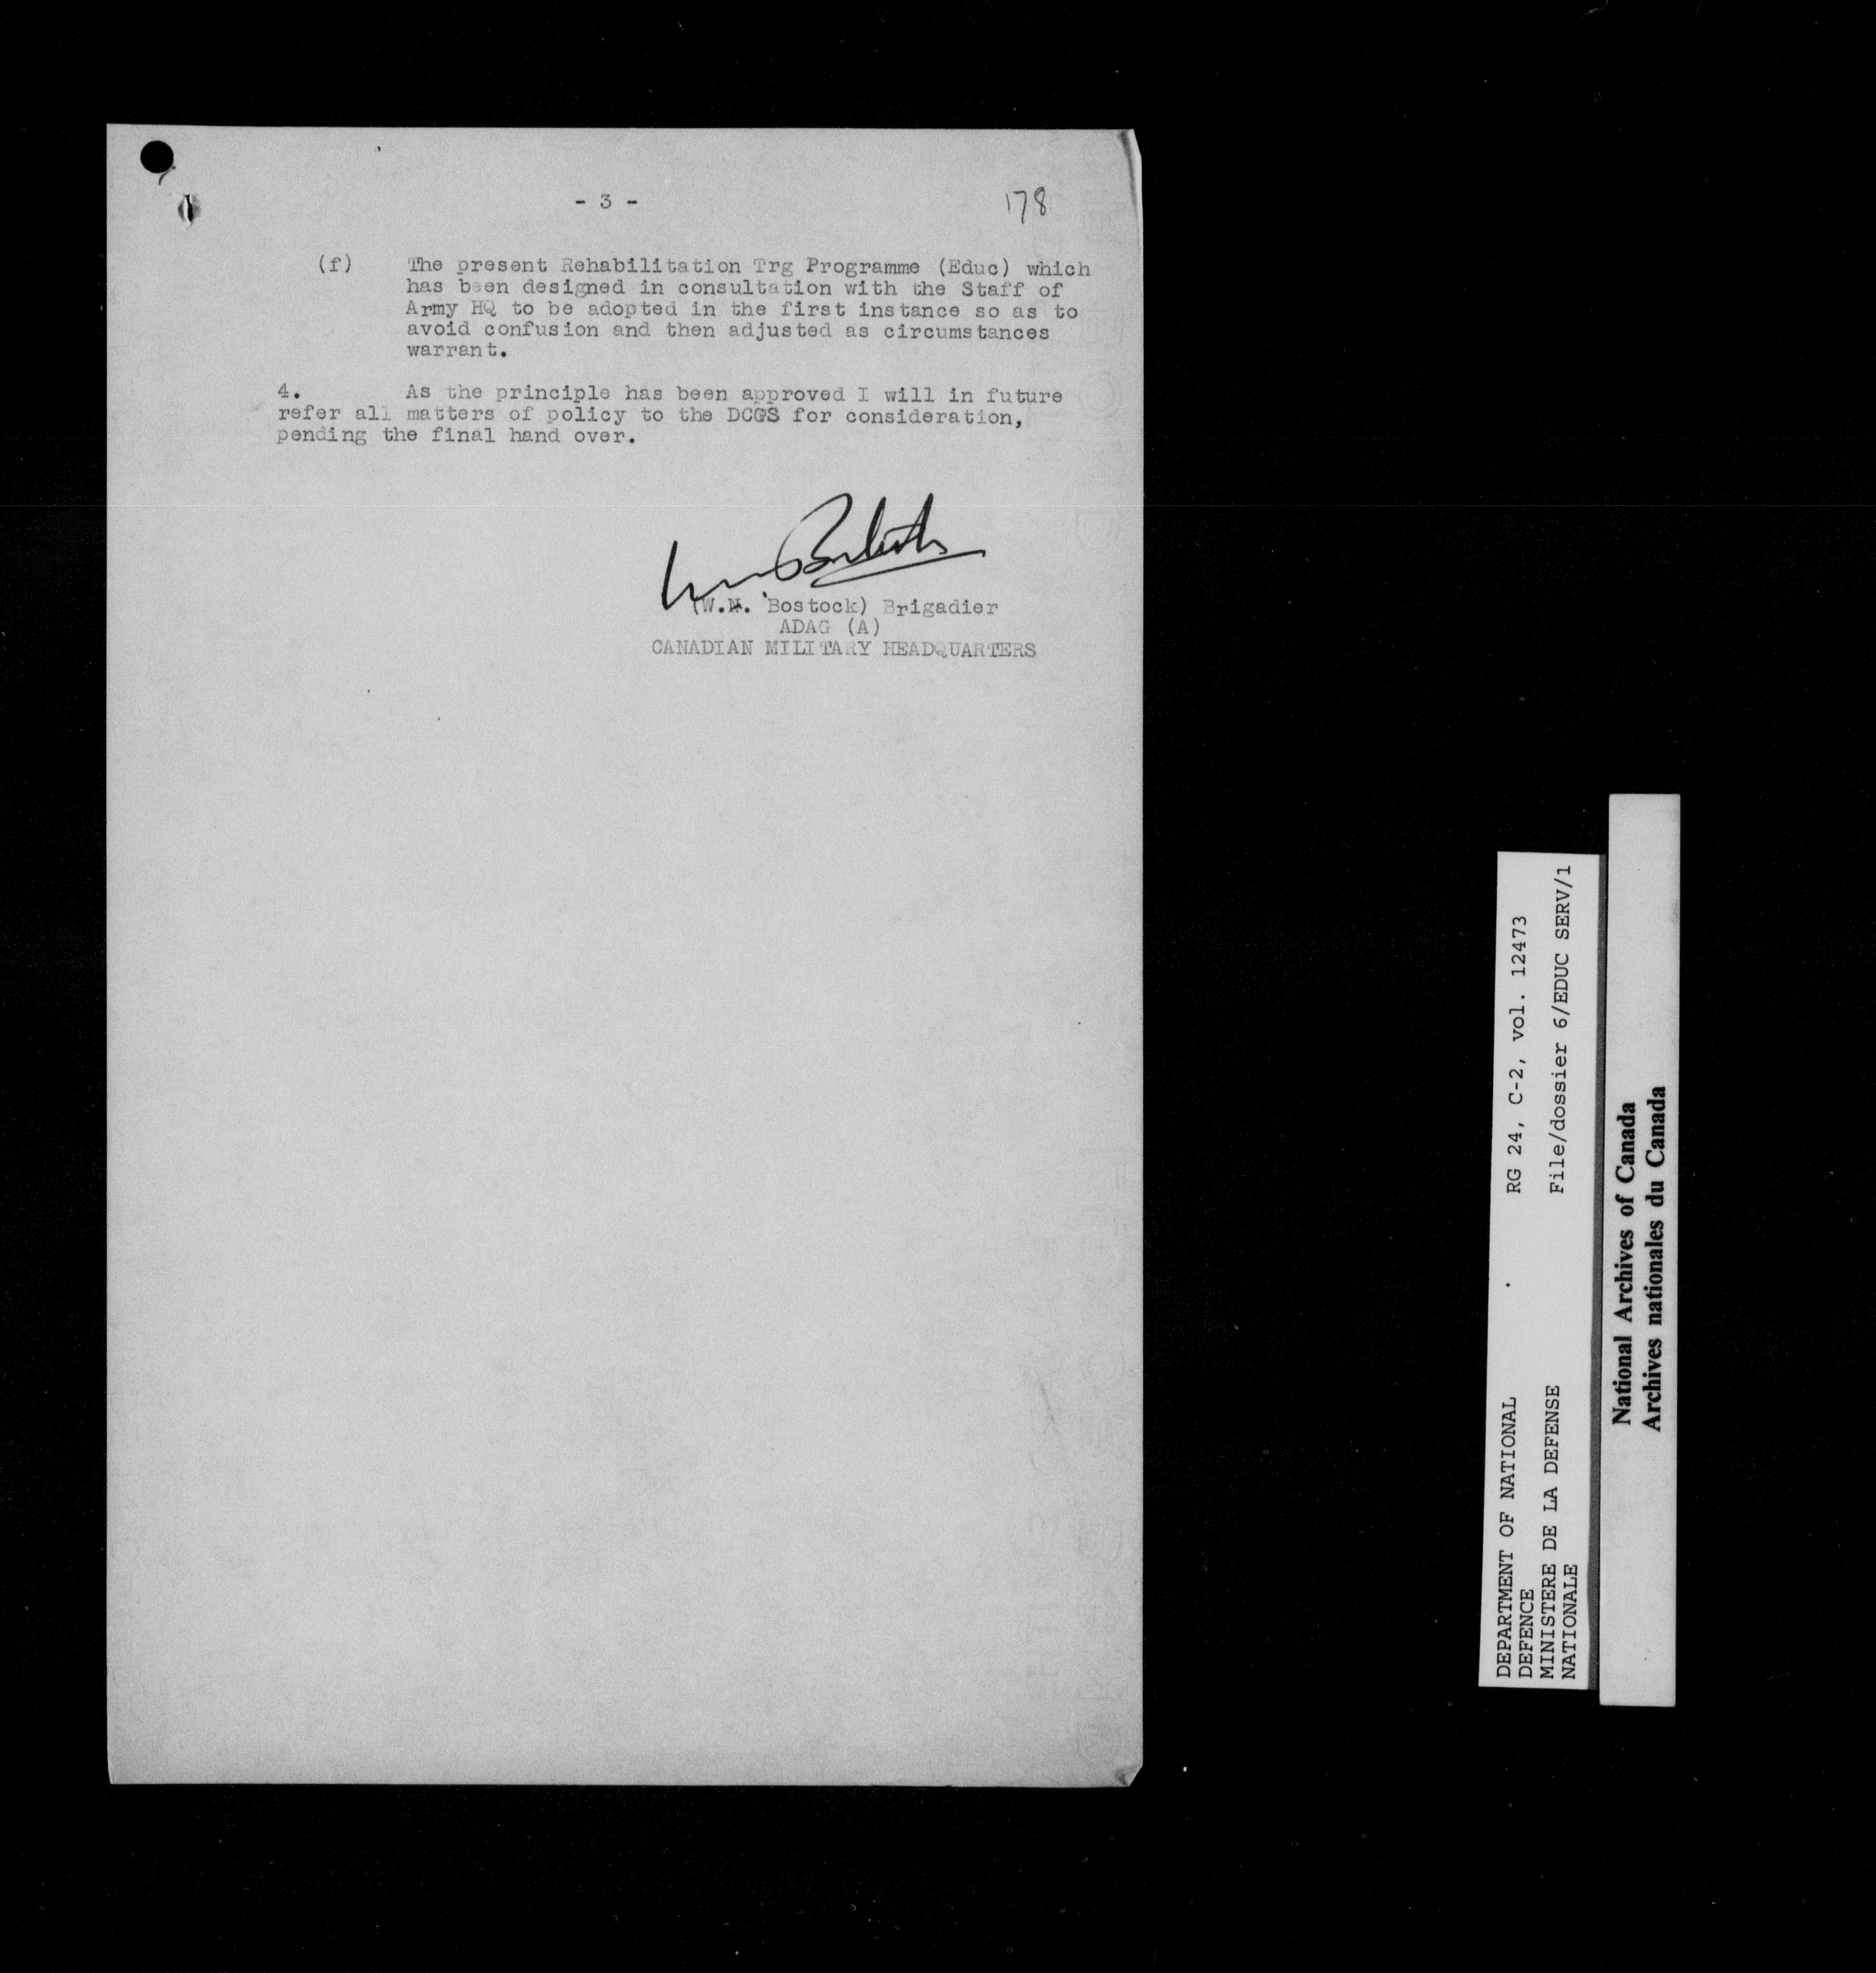 - 3 -
178
(f) The present Rehabilitation Trg Programme (Educ) which
has been designed in consultation with the Staff of
Army HQ to be adopted in the first instance so as to
avoid confusion and then adjusted as circumstances
warrant.
4. As the principle has been approved I will in future
refer all matters of policy to the DCGS for consideration,
pending the final hand over.
(W.N. Bostock) Brigadier
ADAG (A)
CANADIAN MILITARY HEADQUARTERS
DEPARTMENT OF NATIONAL
DEFENCE
MINISTERE DE LA DEFENSE
NATIONALE
RG 24, C-2, vol. 12473
File/dossier 6/EDUC SERV/1
National Archives of Canada
Archives nationales du Canada